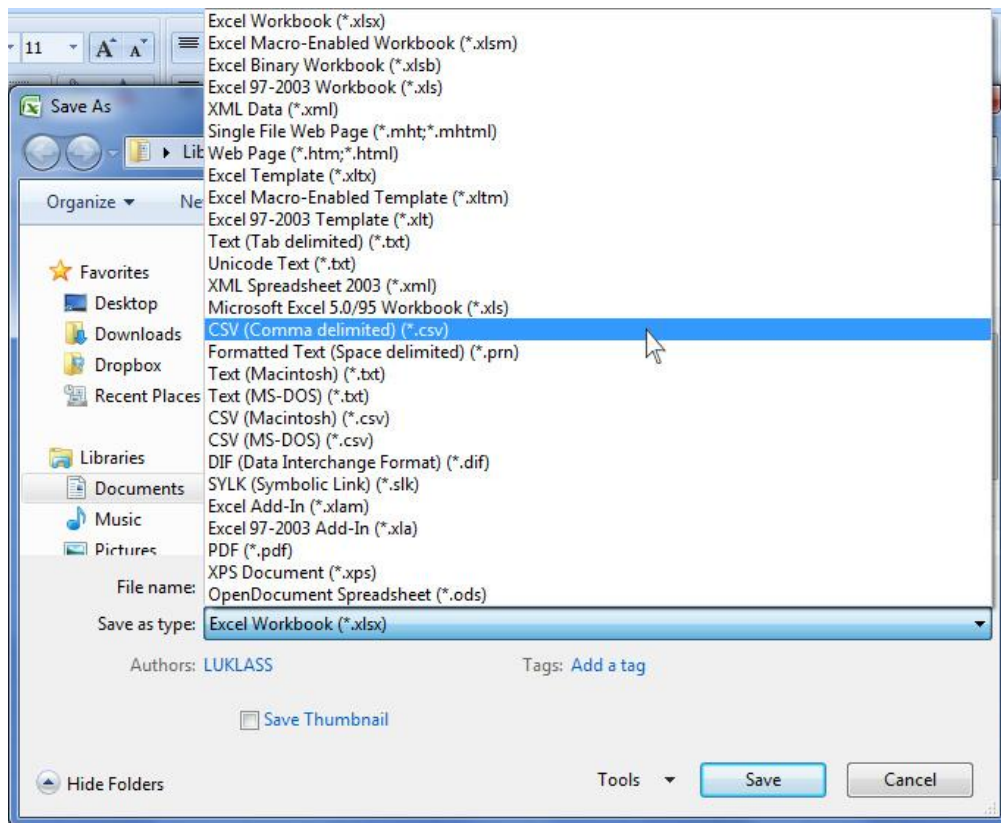 Excel Workbook (*.xlsx)
11 A A
Excel Macro-Enabled Workbook (*.xlsm)
Excel Binary Workbook (*.xlsb)
Excel 97-2003 Workbook (*.xls)
Save As
XML Data (*.xml)
Single File Web Page (*.mht;*.mhtml)
Lib
Web Page (*.htm;*.html)
Excel Template (*.xltx)
Organize Ne
Excel Macro-Enabled Template (*.xltm)
Excel 97-2003 Template (*.xlt)
Text (Tab delimited) (*.txt)
Unicode Text (*.txt)
Favorites
XML Spreadsheet 2003 (*.xml)
Desktop
Microsoft Excel 5.0/95 Workbook (*.xls)
Downloads
CSV (Comma delimited) (*.csv)
Formatted Text (Space delimited) (*.prn)
Dropbox
Text (Macintosh) (*.txt)
Recent Places
Text (MS-DOS) (*.txt)
CSV (Macintosh) (*.csv)
CSV (MS-DOS) (*.csv)
Libraries
DIF (Data Interchange Format) (*.dif)
Documents
SYLK (Symbolic Link) (*.slk)
Excel Add-In (*.xlam)
Music
Excel 97-2003 Add-In (*.xla)
Pictures
PDF (*.pdf)
XPS Document (*.xps)
File name:
OpenDocument Spreadsheet (*.ods)
Save as type: Excel Workbook (*.xlsx)
Authors: LUKLASS Tags: Add a tag
Save Thumbnail
Hide Folders Tools Save Cancel